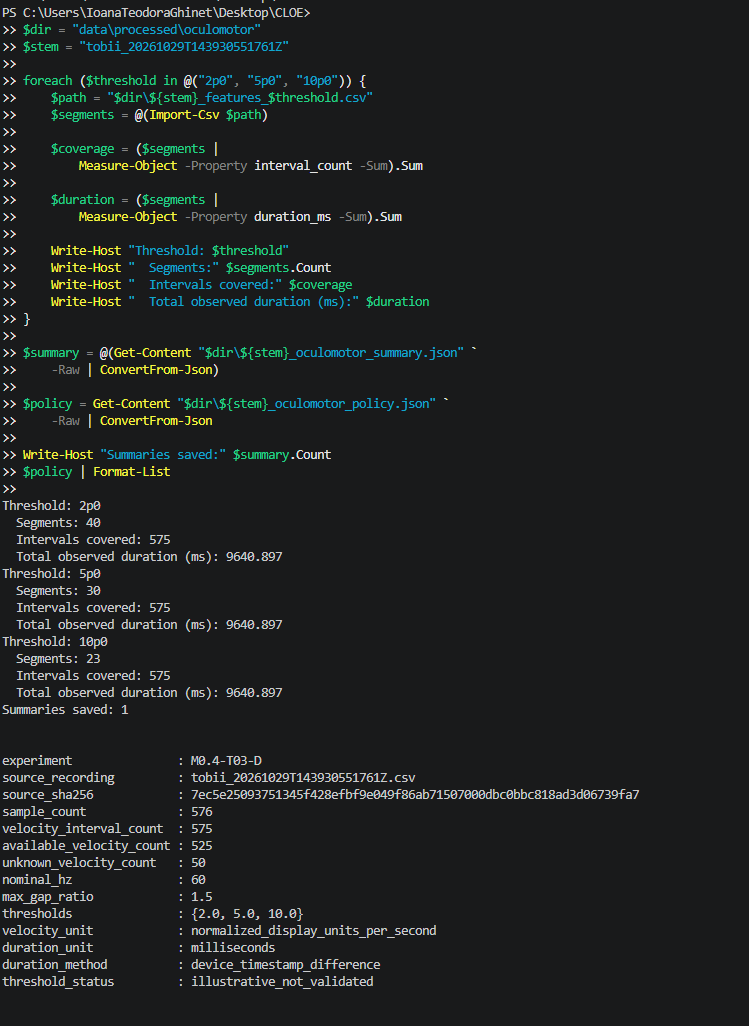 PS C:\Users\IoanaTeodoraGhinet\Desktop\CLOE>
>> $dir = "data\processed\oculomotor"
>> $stem = "tobii_20261029T143930551761Z"
>>
>> foreach ($threshold in @("2p0", "5p0", "10p0")) {
>>     $path = "$dir\${stem}_features_$threshold.csv"
>>     $segments = @(Import-Csv $path)
>>
>>     $coverage = ($segments |
>>         Measure-Object -Property interval_count -Sum).Sum
>>
>>     $duration = ($segments |
>>         Measure-Object -Property duration_ms -Sum).Sum
>>
>>     Write-Host "Threshold: $threshold"
>>     Write-Host "  Segments:" $segments.Count
>>     Write-Host "  Intervals covered:" $coverage
>>     Write-Host "  Total observed duration (ms):" $duration
>> }
>>
>> $summary = @(Get-Content "$dir\${stem}_oculomotor_summary.json" `
>>     -Raw | ConvertFrom-Json)
>>
>> $policy = Get-Content "$dir\${stem}_oculomotor_policy.json" `
>>     -Raw | ConvertFrom-Json
>>
>> Write-Host "Summaries saved:" $summary.Count
>> $policy | Format-List
>>
Threshold: 2p0
  Segments: 40
  Intervals covered: 575
  Total observed duration (ms): 9640.897
Threshold: 5p0
  Segments: 30
  Intervals covered: 575
  Total observed duration (ms): 9640.897
Threshold: 10p0
  Segments: 23
  Intervals covered: 575
  Total observed duration (ms): 9640.897
Summaries saved: 1
experiment               : M0.4-T03-D
source_recording         : tobii_20261029T143930551761Z.csv
source_sha256            : 7ec5e25093751345f428efbf9e049f86ab71507000dbc0bbc818ad3d06739fa7
sample_count             : 576
velocity_interval_count  : 575
available_velocity_count : 525
unknown_velocity_count   : 50
nominal_hz               : 60
max_gap_ratio            : 1.5
thresholds               : {2.0, 5.0, 10.0}
velocity_unit            : normalized_display_units_per_second
duration_unit            : milliseconds
duration_method          : device_timestamp_difference
threshold_status         : illustrative_not_validated